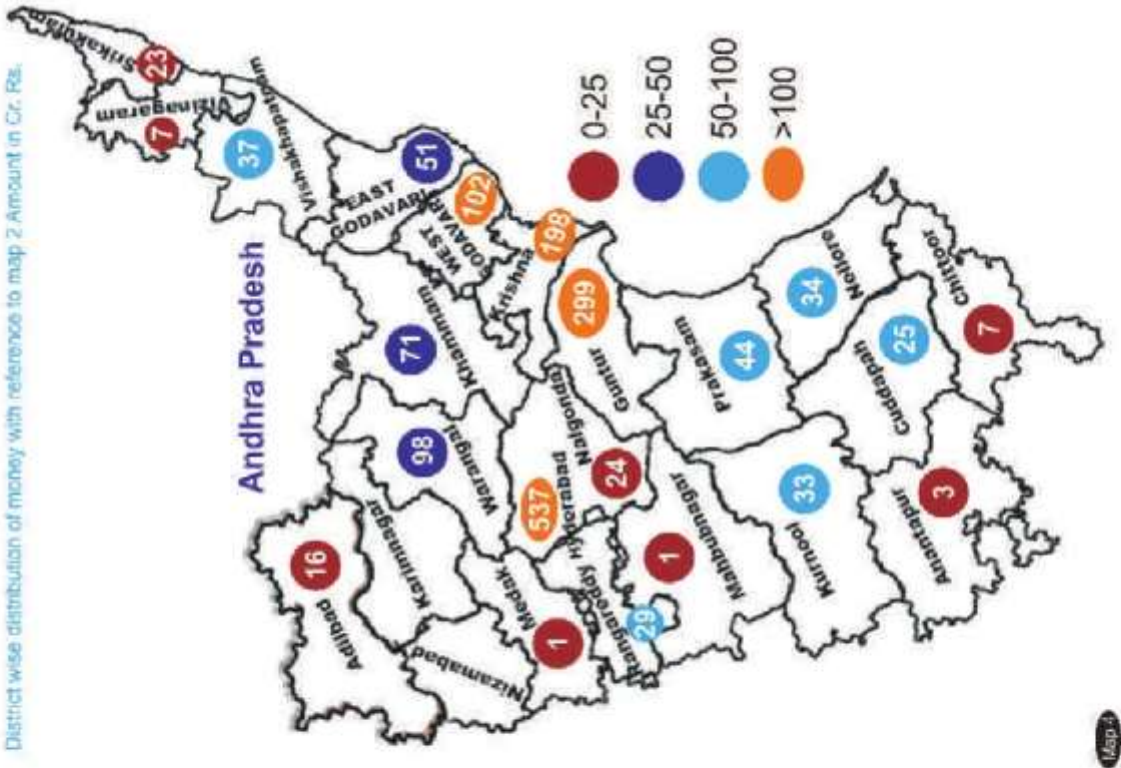 District wise distribution of money with reference to map 2 Amount in Cr. Rs.
Andhra Pradesh
Srikakulam
23
Vizinagaram
7
Vishakhapatnam
37
EAST
GODAVARI
51
WEST
GODAVARI
102
Krishna
198
Khammam
71
Guntur
299
Warangal
98
Nalgonda
24
Hyderabad
537
Adilbad
16
Karimnagar
Nizamabad
Medak
1
Rangareddy
29
Mahbubnagar
1
Prakasam
44
Nellore
34
Kurnool
33
Cuddapah
25
Chittoor
7
Anantapur
3
0-25
25-50
50-100
>100
Map 4